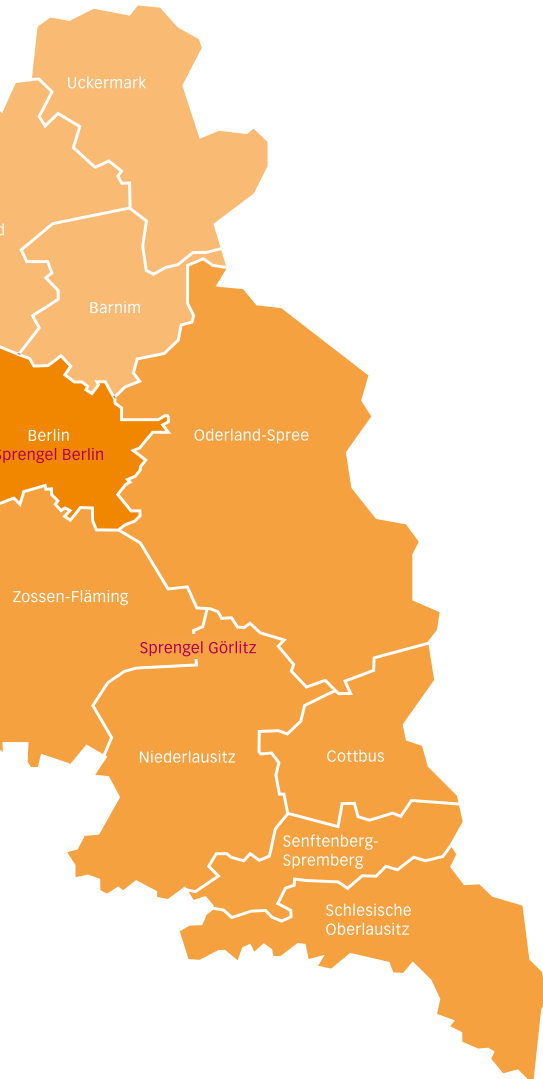 Uckermark
d
Barnim
Berlin
Sprengel Berlin
Oderland-Spree
Zossen-Fläming
Sprengel Görlitz
Niederlausitz
Cottbus
Senftenberg-
Spremberg
Schlesische
Oberlausitz